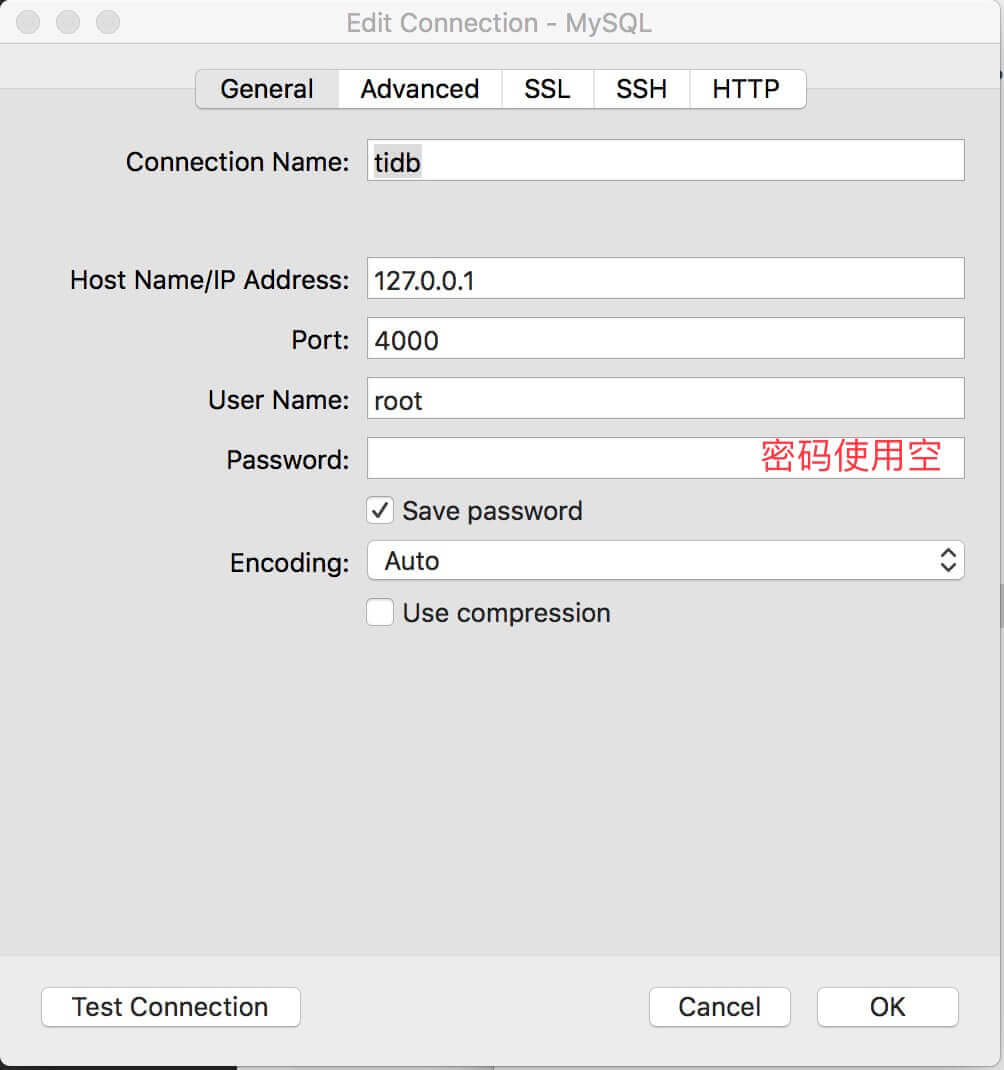 Edit Connection - MySQL
General Advanced SSL SSH HTTP
Connection Name: tidb
Host Name/IP Address: 127.0.0.1
Port: 4000
User Name: root
Password: 密码使用空
Save password
Encoding: Auto
Use compression
Test Connection Cancel OK